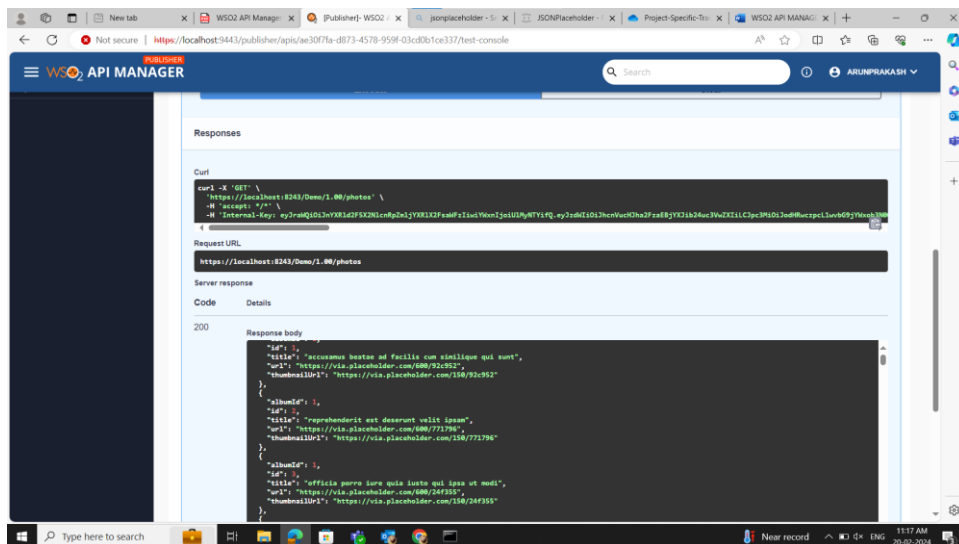 New tab
WSO2 API Manager
[Publisher]- WSO2 /
jsonplaceholder - Se
JSONPlaceholder -
Project-Specific-Tra
WSO2 API MANAG
Not secure
https://localhost:9443/publisher/apis/ae30f7fa-d873-4578-959f-03cd0b1ce337/test-console
PUBLISHER
WSO2 API MANAGER
Search
ARUNPRAKASH
Responses
Curl
curl -X 'GET' \
'https://localhost:8243/Demo/1.00/photos' \
-H 'accept: */*' \
-H 'Internal-Key:
Request URL
https://localhost:8243/Demo/1.00/photos
Server response
Code Details
200
Response body
"id": 1,
"title": "accusamus beatae ad facilis cum similique qui sunt",
"url": "https://via.placeholder.com/600/92c952",
"thumbnailUrl": "https://via.placeholder.com/150/92c952"
},
{
"albumId": 1,
"id": 2,
"title": "reprehenderit est deserunt velit ipsam",
"url": "https://via.placeholder.com/600/771796",
"thumbnailUrl": "https://via.placeholder.com/150/771796"
},
{
"albumId": 1,
"id": 3,
"title": "officia porro iure quia iusto qui ipsa ut modi",
"url": "https://via.placeholder.com/600/24f355",
"thumbnailUrl": "https://via.placeholder.com/150/24f355"
},
{
Type here to search
Near record
ENG
11:17 AM
20-02-2024